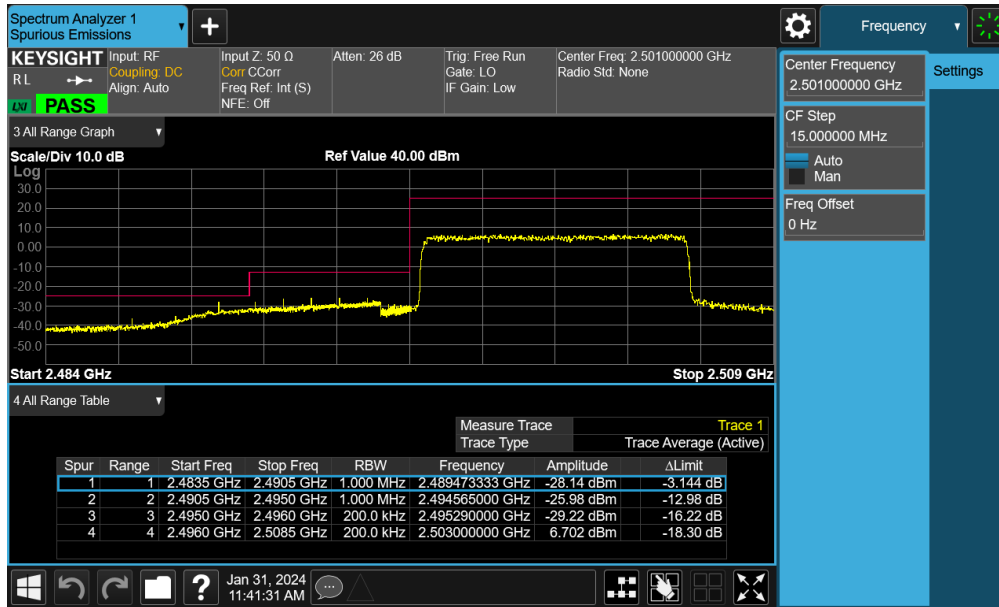 Spectrum Analyzer 1
Spurious Emissions
Frequency
KEYSIGHT
R L
LXI
PASS
Input: RF
Coupling: DC
Align: Auto
Input Z: 50 Ω
Corr CCorr
Freq Ref: Int (S)
NFE: Off
Atten: 26 dB
Trig: Free Run
Gate: LO
IF Gain: Low
Center Freq: 2.501000000 GHz
Radio Std: None
Center Frequency
2.501000000 GHz
Settings
CF Step
15.000000 MHz
Auto
Man
Freq Offset
0 Hz
3 All Range Graph
Scale/Div 10.0 dB
Ref Value 40.00 dBm
Log
30.0
20.0
10.0
0.00
-10.0
-20.0
-30.0
-40.0
-50.0
Start 2.484 GHz
Stop 2.509 GHz
4 All Range Table
Measure Trace Trace 1
Trace Type Trace Average (Active)
Spur Range Start Freq Stop Freq RBW Frequency Amplitude ΔLimit
1 1 2.4835 GHz 2.4905 GHz 1.000 MHz 2.489473333 GHz -28.14 dBm -3.144 dB
2 2 2.4905 GHz 2.4950 GHz 1.000 MHz 2.494565000 GHz -25.98 dBm -12.98 dB
3 3 2.4950 GHz 2.4960 GHz 200.0 kHz 2.495290000 GHz -29.22 dBm -16.22 dB
4 4 2.4960 GHz 2.5085 GHz 200.0 kHz 2.503000000 GHz 6.702 dBm -18.30 dB
?
Jan 31, 2024
11:41:31 AM